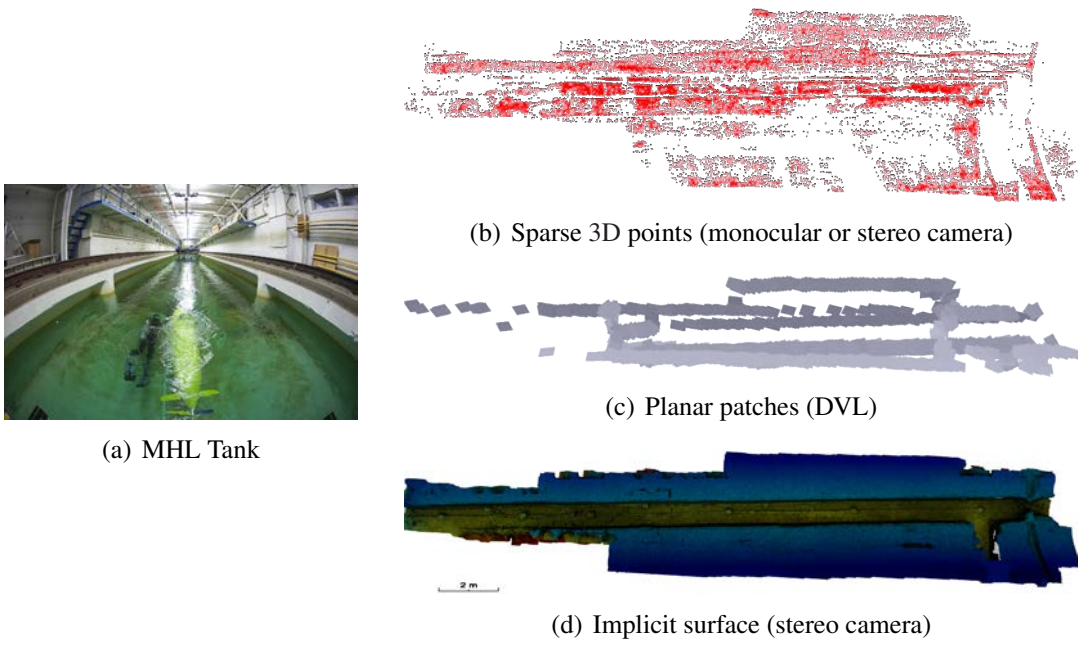 (a) MHL Tank
(b) Sparse 3D points (monocular or stereo camera)
(c) Planar patches (DVL)
2 m
(d) Implicit surface (stereo camera)